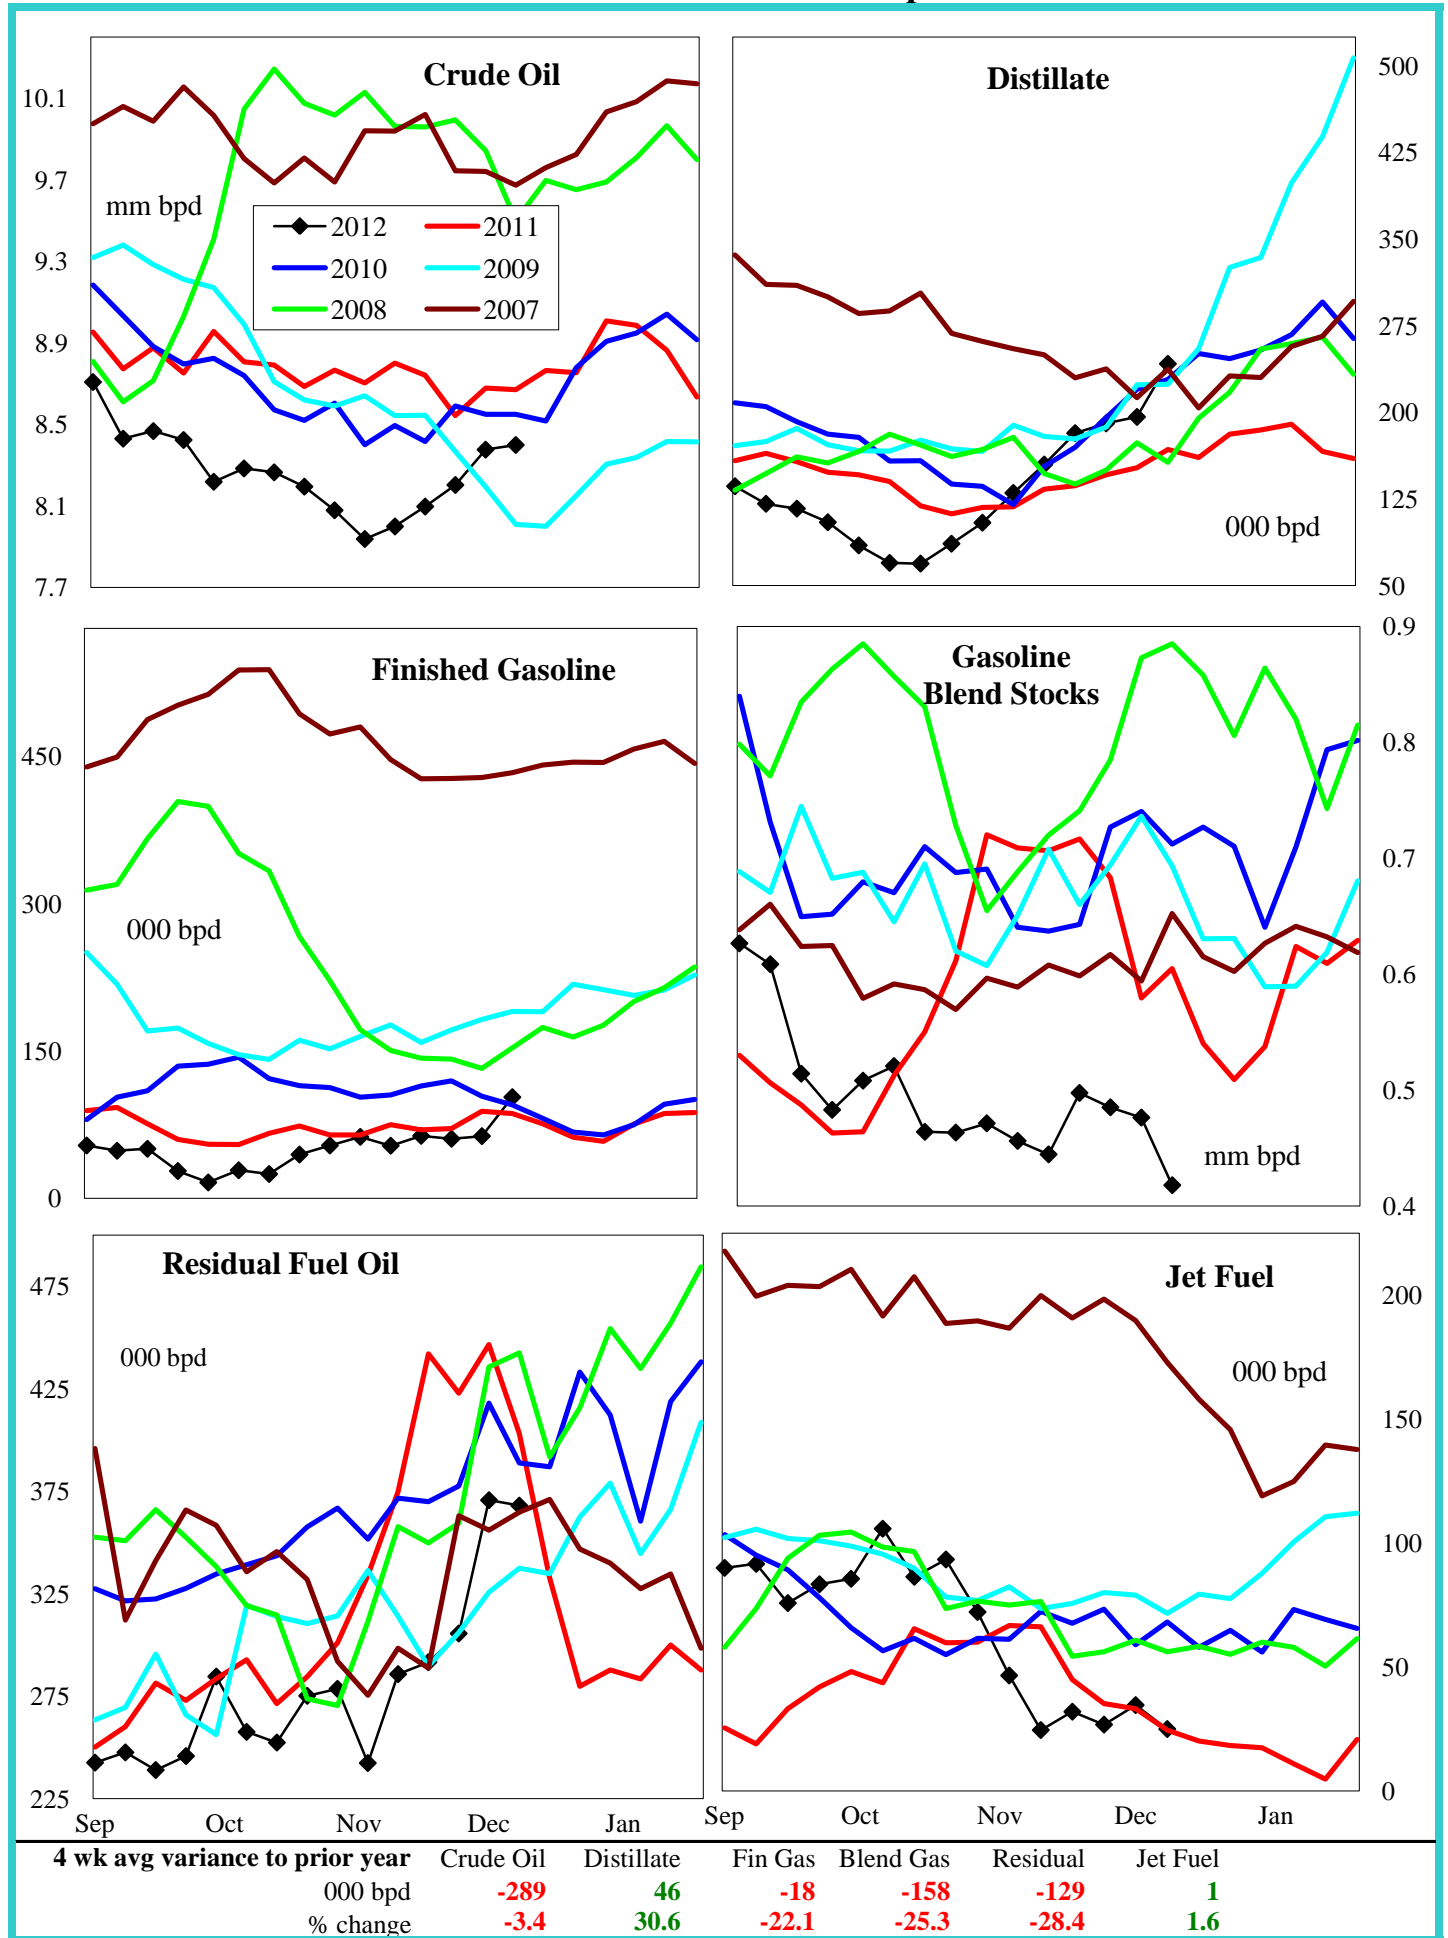 Crude Oil
10.1
9.7
9.3
8.9
8.5
8.1
7.7
mm bpd
2012 2011
2010 2009
2008 2007
Distillate
500
425
350
275
200
125
50
000 bpd
Finished Gasoline
450
300
150
0
000 bpd
Gasoline
Blend Stocks
0.9
0.8
0.7
0.6
0.5
0.4
mm bpd
Residual Fuel Oil
475
425
375
325
275
225
000 bpd
Sep Oct Nov Dec Jan
Jet Fuel
200
150
100
50
0
000 bpd
Sep Oct Nov Dec Jan
4 wk avg variance to prior year Crude Oil Distillate Fin Gas Blend Gas Residual Jet Fuel
000 bpd -289 46 -18 -158 -129 1
% change -3.4 30.6 -22.1 -25.3 -28.4 1.6